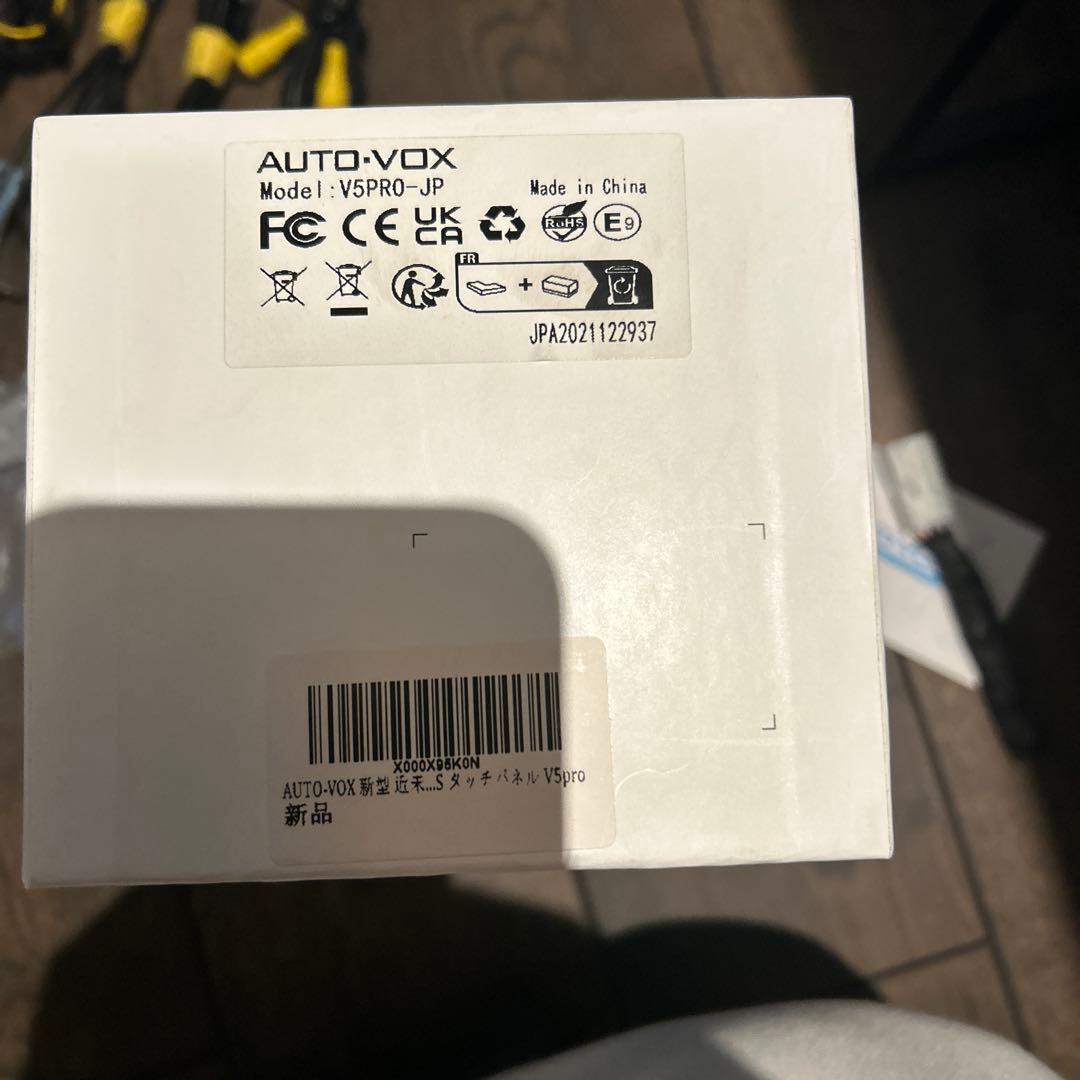 AUTO·VOX
Model:V5PRO-JP
Made in China
FC CE UK CA RoHS E9
FR
JPA2021122937
X000X96K0N
AUTO-VOX 新型 近未...S タッチパネル V5pro
新品